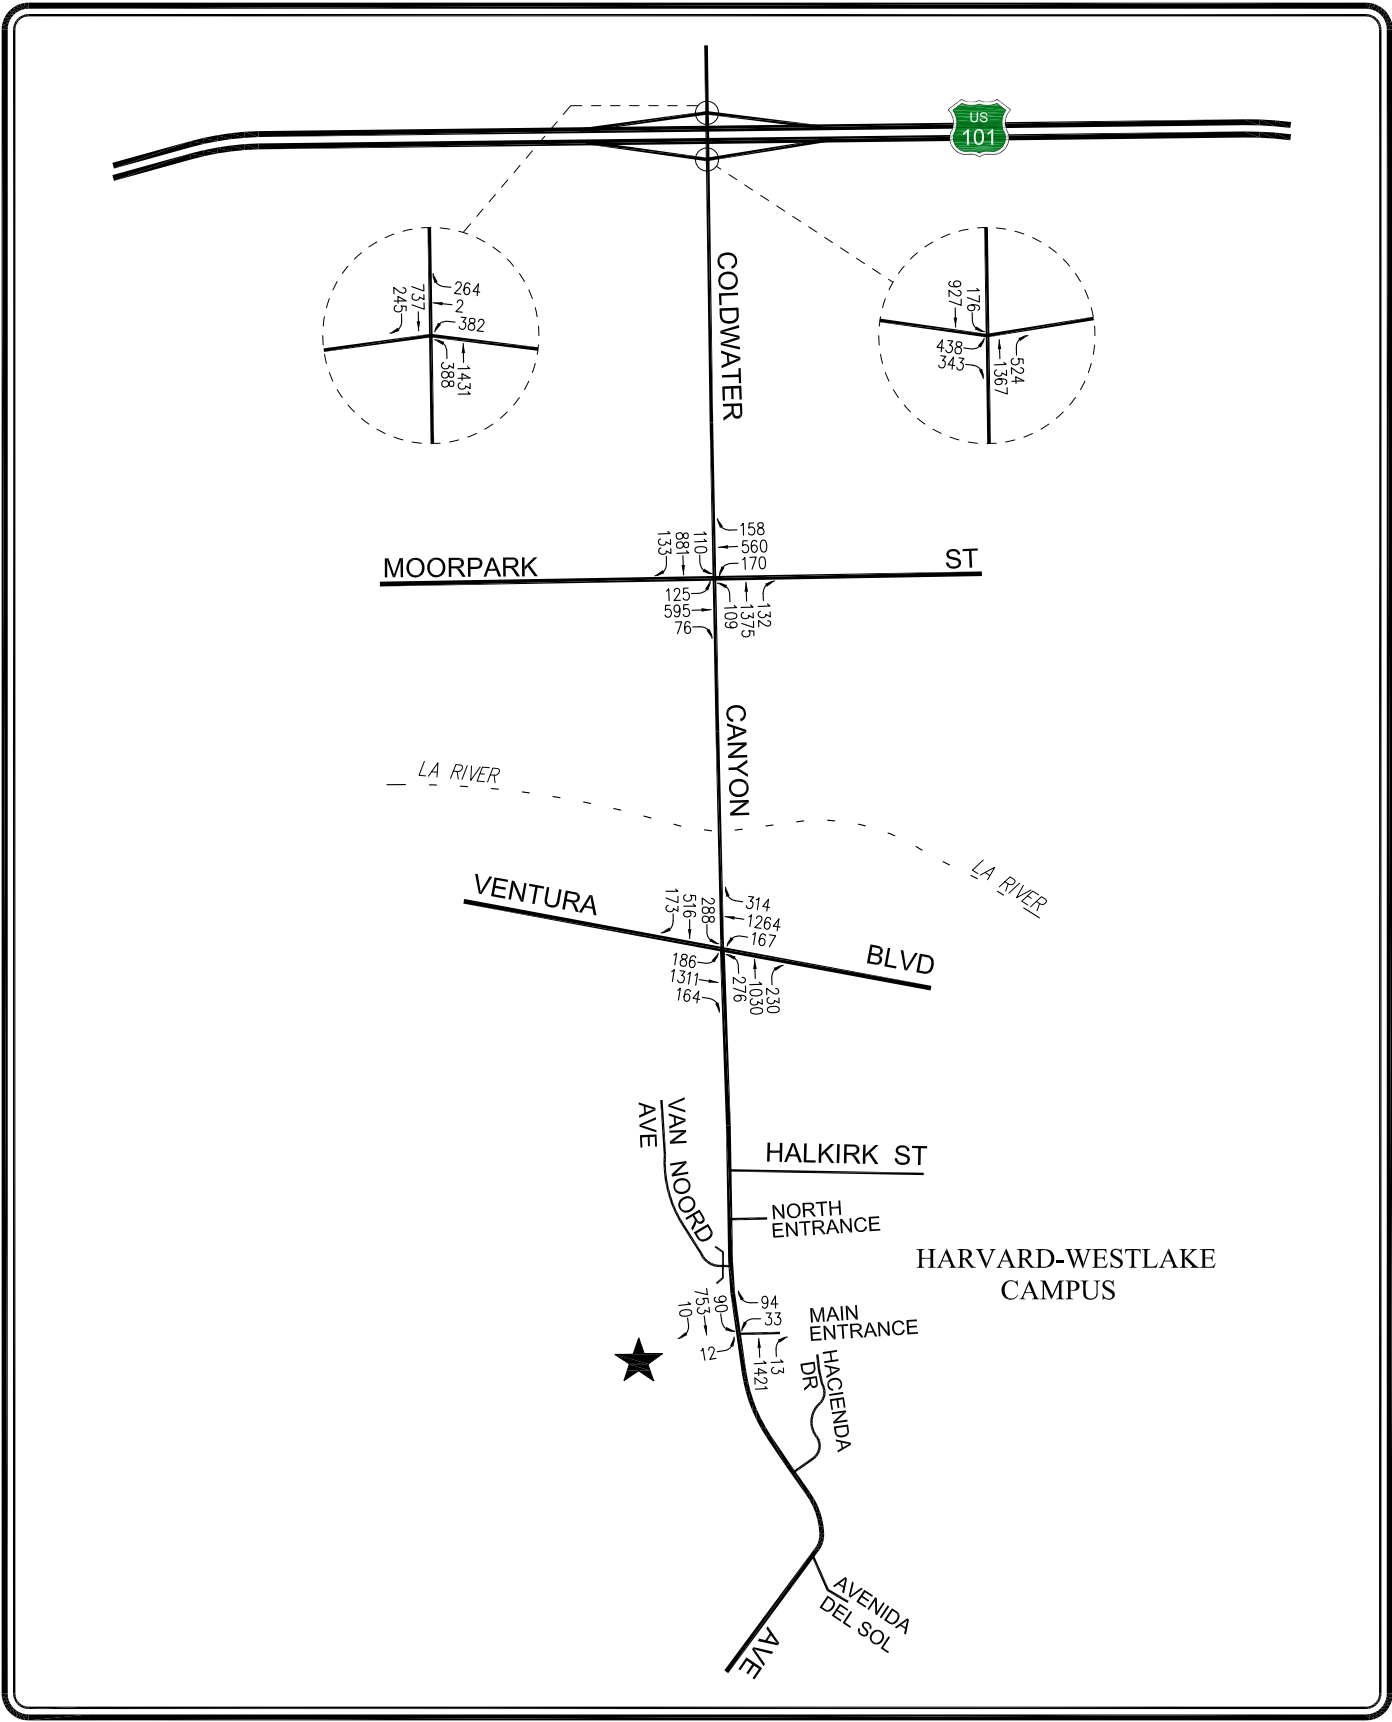 US
101
COLDWATER
264
2
382
737
245
1431
388
176
927
438
343
524
1367
158
560
170
110
881
133
MOORPARK
ST
125
595
76
132
1375
109
CANYON
LA RIVER
LA RIVER
VENTURA
BLVD
314
1264
167
288
516
173
186
1311
164
230
1030
276
VAN NOORD
AVE
HALKIRK ST
NORTH
ENTRANCE
HARVARD-WESTLAKE
CAMPUS
94
33
90
753
10
12
13
1421
MAIN
ENTRANCE
HACIENDA
DR
AVENIDA
DEL SOL
AVE